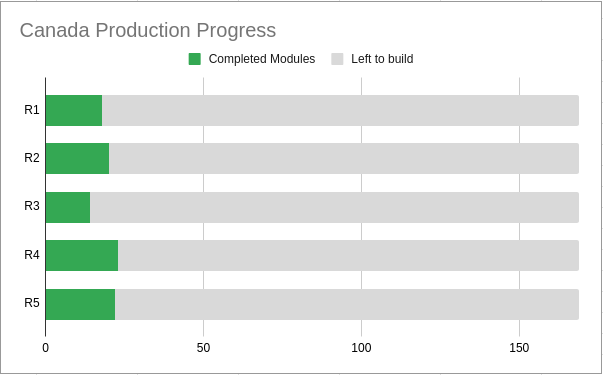 Canada Production Progress
Completed Modules Left to build
R1
R2
R3
R4
R5
0 50 100 150